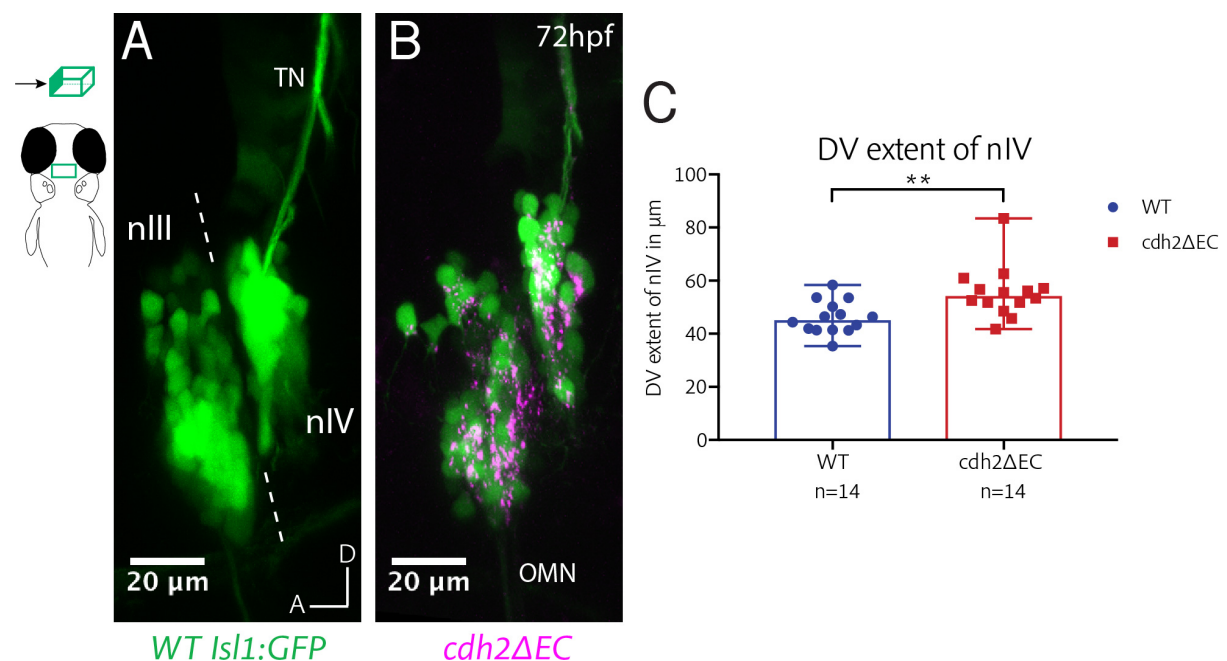 A
TN
nIII
nIV
20 μm
D
A
WT Isl1:GFP
B
72hpf
20 μm
OMN
cdh2ΔEC
C
DV extent of nIV
DV extent of nIV in μm
100
80
60
40
20
0
**
WT
n=14
cdh2ΔEC
n=14
WT
cdh2ΔEC